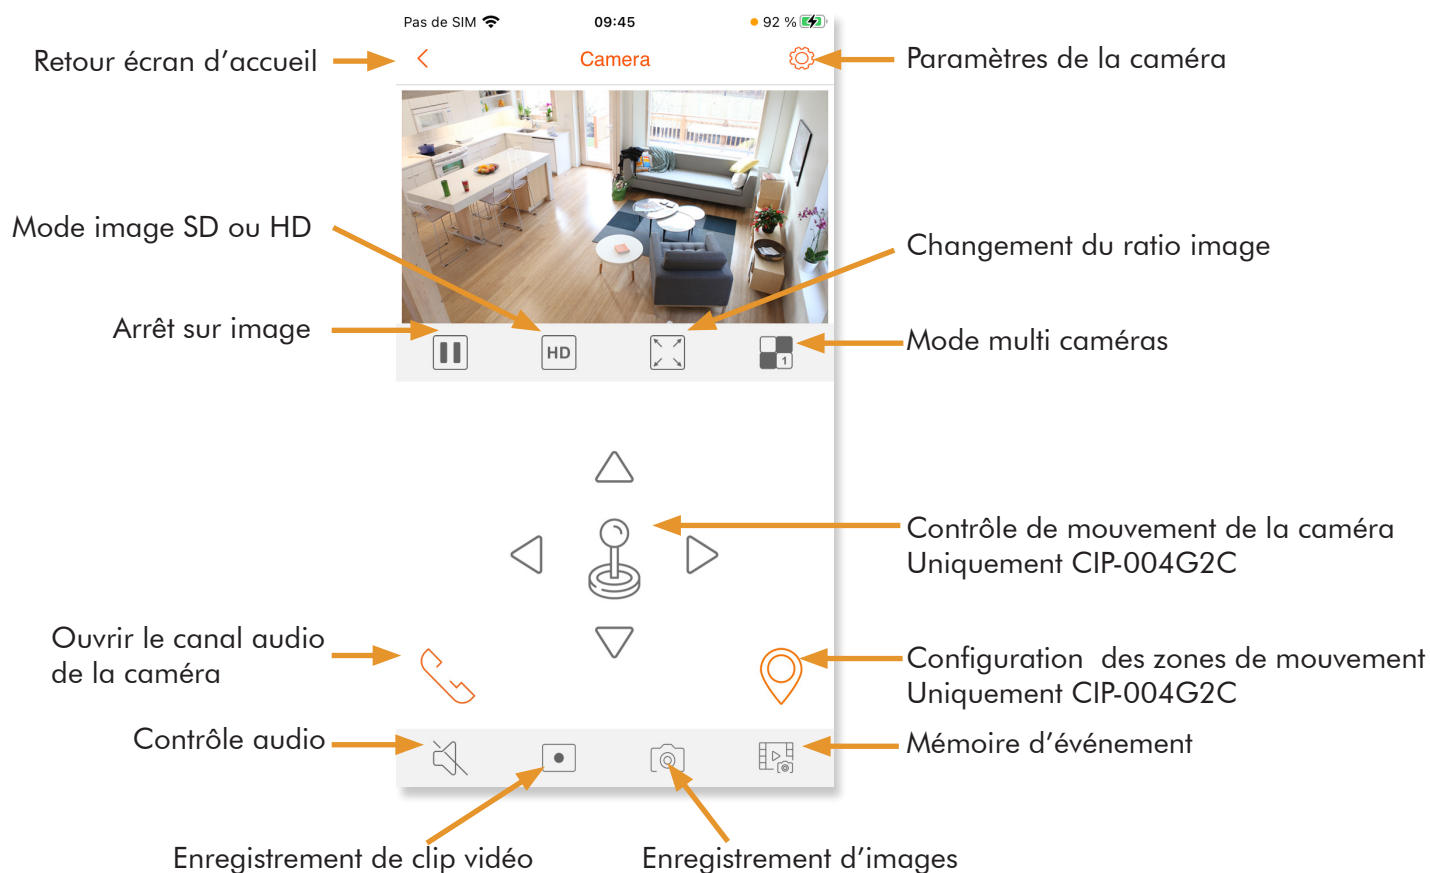 Pas de SIM 09:45 92 %
Retour écran d'accueil
Camera
Paramètres de la caméra
Mode image SD ou HD
Changement du ratio image
Arrêt sur image
HD
1
Mode multi caméras
Contrôle de mouvement de la caméra
Uniquement CIP-004G2C
Ouvrir le canal audio
de la caméra
Configuration  des zones de mouvement
Uniquement CIP-004G2C
Contrôle audio
Mémoire d'événement
Enregistrement de clip vidéo
Enregistrement d'images